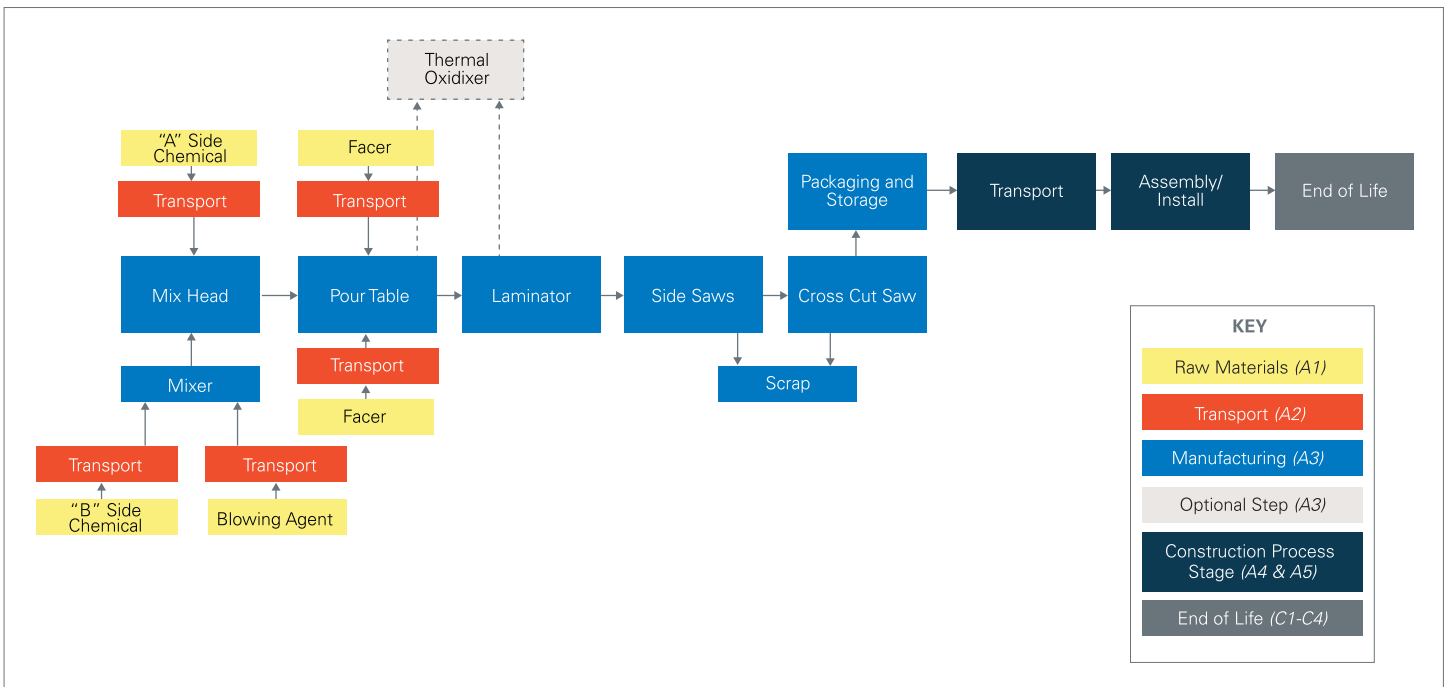 Thermal
Oxidixer
“A” Side
Chemical
Facer
Transport
Transport
Packaging and
Storage
Transport
Assembly/
Install
End of Life
Mix Head
Pour Table
Laminator
Side Saws
Cross Cut Saw
Transport
Mixer
Scrap
Facer
Transport
Transport
“B” Side
Chemical
Blowing Agent
KEY
Raw Materials (A1)
Transport (A2)
Manufacturing (A3)
Optional Step (A3)
Construction Process
Stage (A4 & A5)
End of Life (C1-C4)